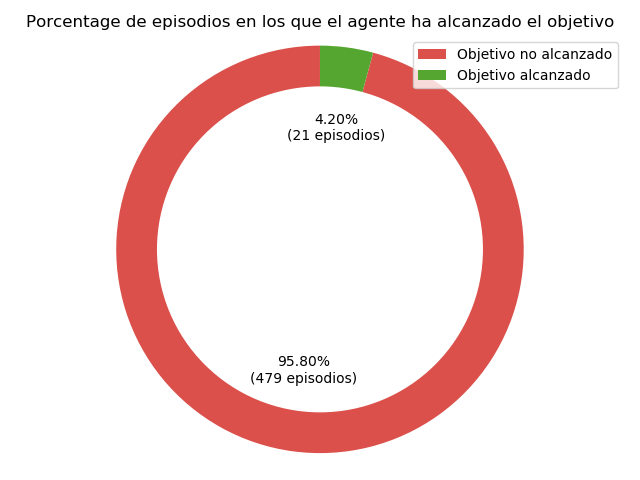 Porcentage de episodios en los que el agente ha alcanzado el objetivo
Objetivo no alcanzado
Objetivo alcanzado
4.20%
(21 episodios)
95.80%
(479 episodios)